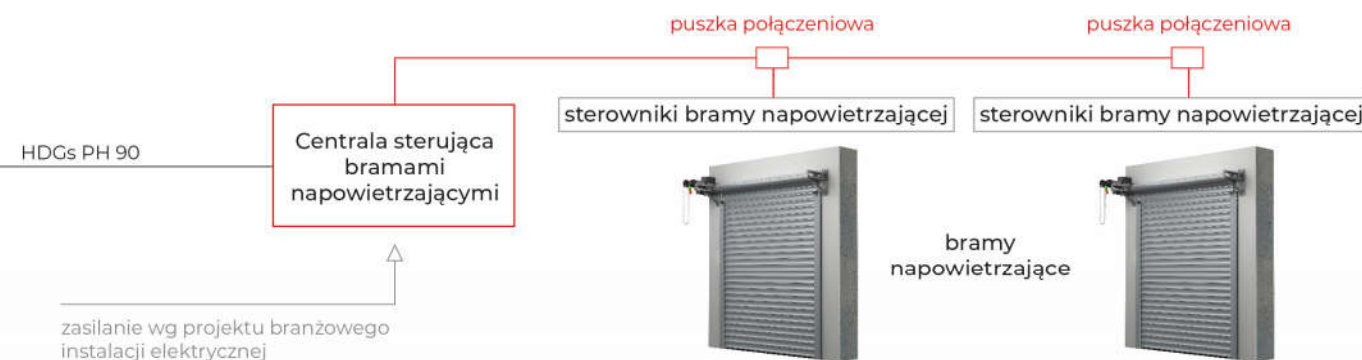 puszka połączeniowa
puszka połączeniowa
sterowniki bramy napowietrzającej
sterowniki bramy napowietrzającej
HDGs PH 90
Centrala sterująca
bramami
napowietrzającymi
bramy
napowietrzające
zasilanie wg projektu branżowego
instalacji elektrycznej